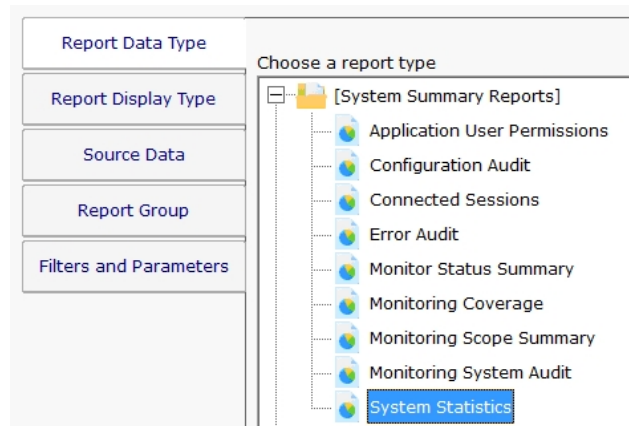 Report Data Type
Report Display Type
Source Data
Report Group
Filters and Parameters
Choose a report type
[System Summary Reports]
Application User Permissions
Configuration Audit
Connected Sessions
Error Audit
Monitor Status Summary
Monitoring Coverage
Monitoring Scope Summary
Monitoring System Audit
System Statistics